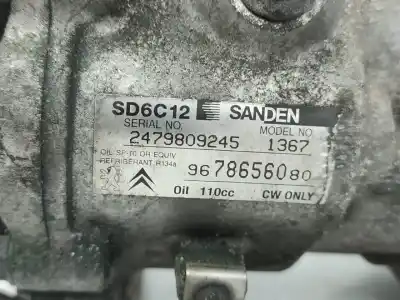 SD6C12 SANDEN
SERIAL NO. MODEL NO
2479809245 1367
OIL SP-10 OR EQUIV
REFRIGERANT R134a
9678656080
Oil 110cc CW ONLY